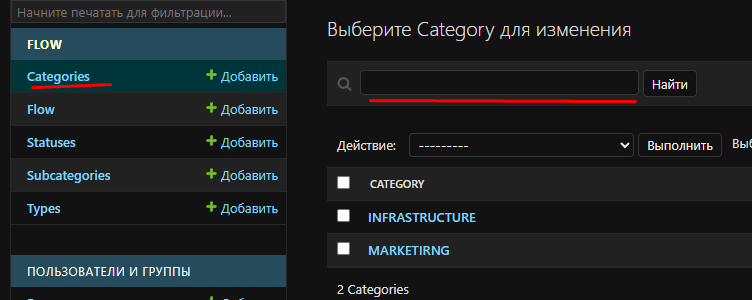 Начните печатать для фильтрации...
FLOW
Categories + Добавить
Flow + Добавить
Statuses + Добавить
Subcategories + Добавить
Types + Добавить
ПОЛЬЗОВАТЕЛИ И ГРУППЫ
Выберите Category для изменения
Найти
Действие: --------- Выполнить
CATEGORY
INFRASTRUCTURE
MARKETIRNG
2 Categories